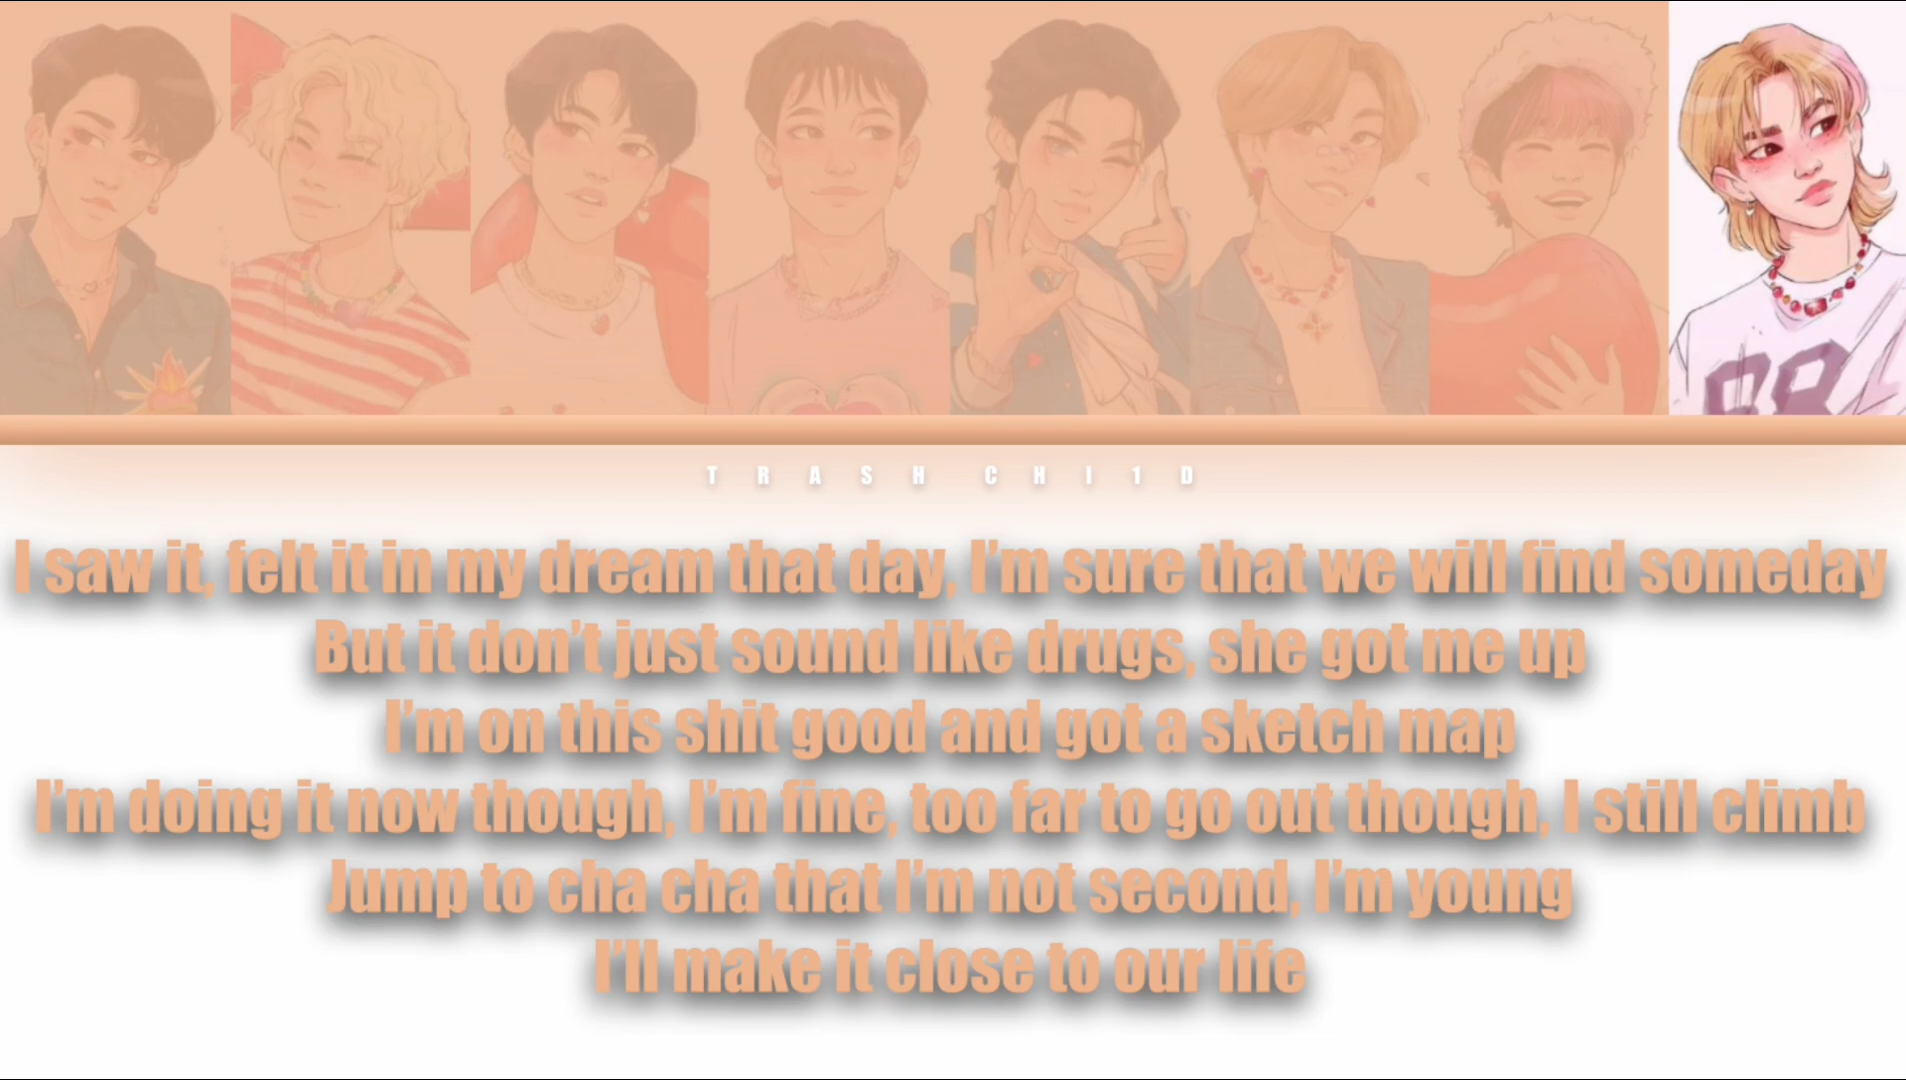 TRASH CHI1D
I saw it, felt it in my dream that day, I'm sure that we will find someday
But it don't just sound like drugs, she got me up
I'm on this shit good and got a sketch map
I'm doing it now though, I'm fine, too far to go out though, I still climb
Jump to cha cha that I'm not second, I'm young
I'll make it close to our life